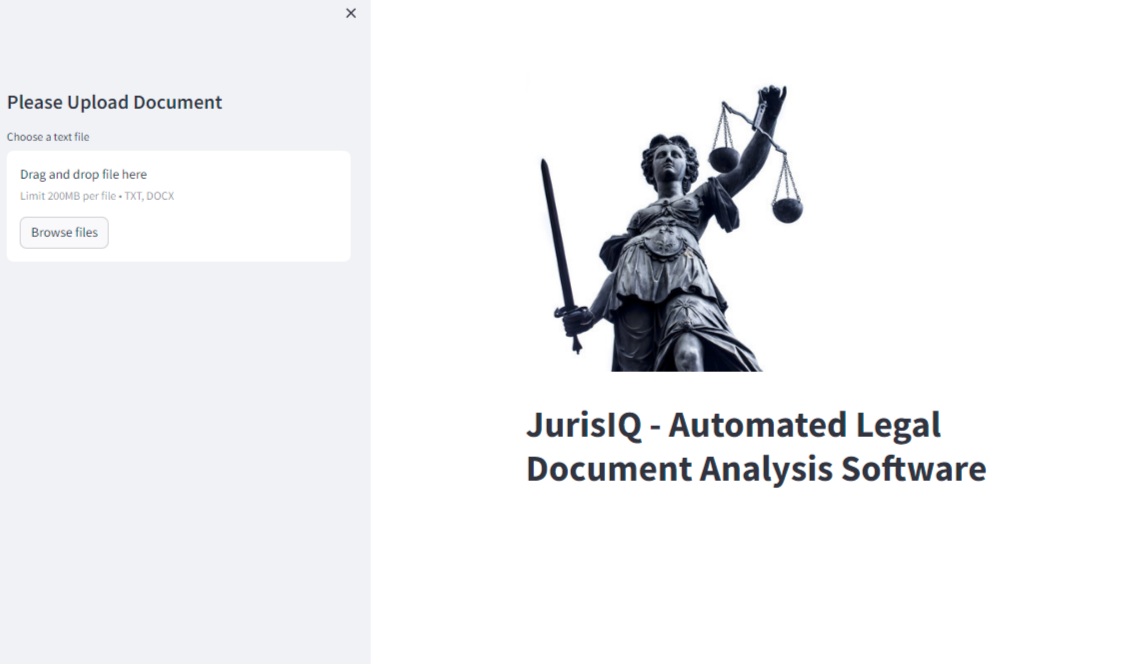 Please Upload Document
Choose a text file
Drag and drop file here
Limit 200MB per file • TXT, DOCX
Browse files
JurisIQ - Automated Legal
Document Analysis Software